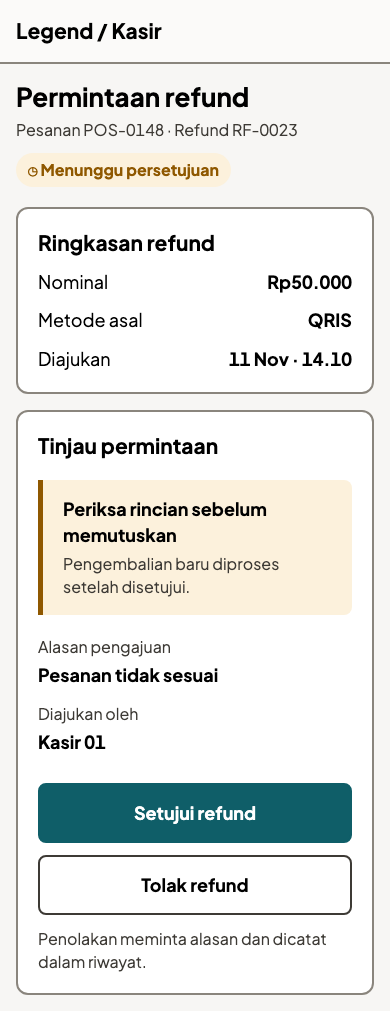 Legend / Kasir
Permintaan refund
Pesanan POS-0148 · Refund RF-0023
Menunggu persetujuan
Ringkasan refund
Nominal Rp50.000
Metode asal QRIS
Diajukan 11 Nov · 14.10
Tinjau permintaan
Periksa rincian sebelum
memutuskan
Pengembalian baru diproses
setelah disetujui.
Alasan pengajuan
Pesanan tidak sesuai
Diajukan oleh
Kasir 01
Setujui refund
Tolak refund
Penolakan meminta alasan dan dicatat
dalam riwayat.